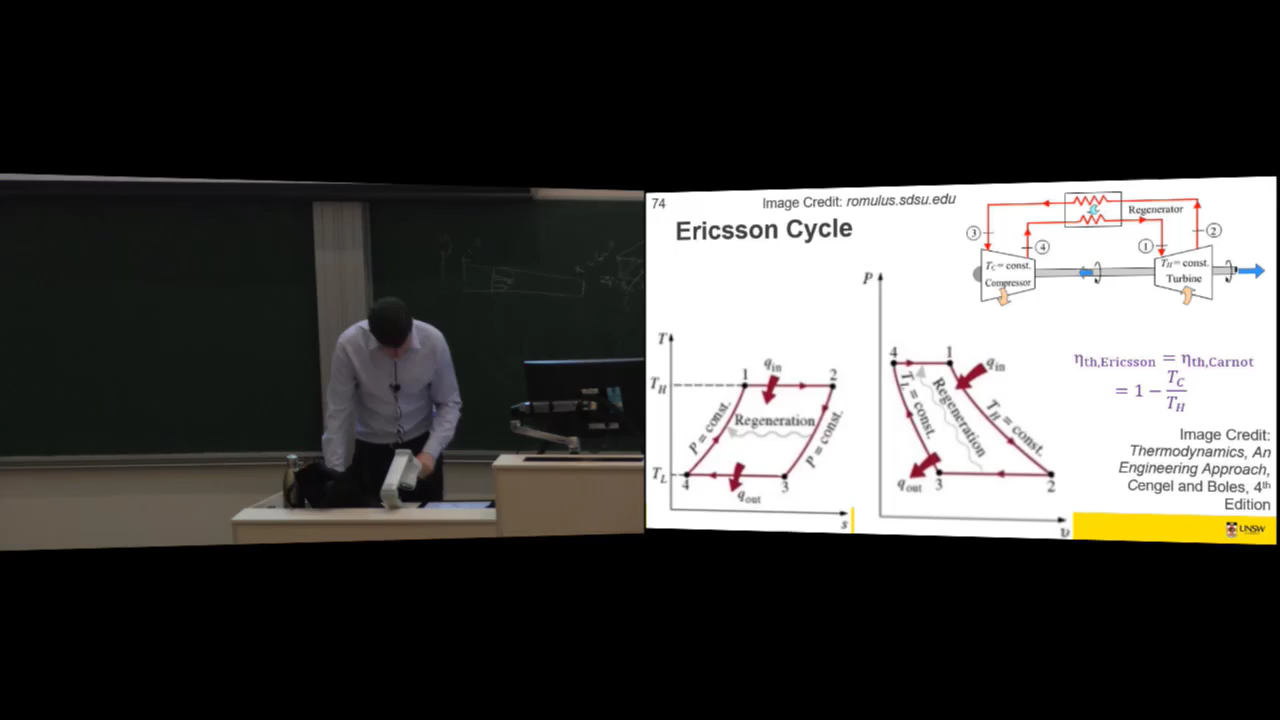 74
Image Credit: romulus.sdsu.edu
Ericsson Cycle
Regenerator
3
4
1
2
T_C = const.
Compressor
T_H = const.
Turbine
T
T_H
T_L
1
q_in
2
P = const.
Regeneration
P = const.
4
q_out
3
s
P
4
1
q_in
T_L = const.
Regeneration
T_H = const.
q_out
3
2
υ
η_th,Ericsson = η_th,Carnot
= 1 − T_C / T_H
Image Credit:
Thermodynamics, An
Engineering Approach,
Cengel and Boles, 4th
Edition
UNSW